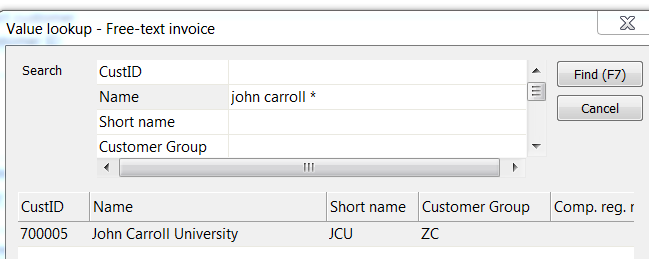 Value lookup - Free-text invoice
Search
CustID
Name john carroll *
Short name
Customer Group
Find (F7)
Cancel
CustID Name Short name Customer Group Comp. reg. r
700005 John Carroll University JCU ZC